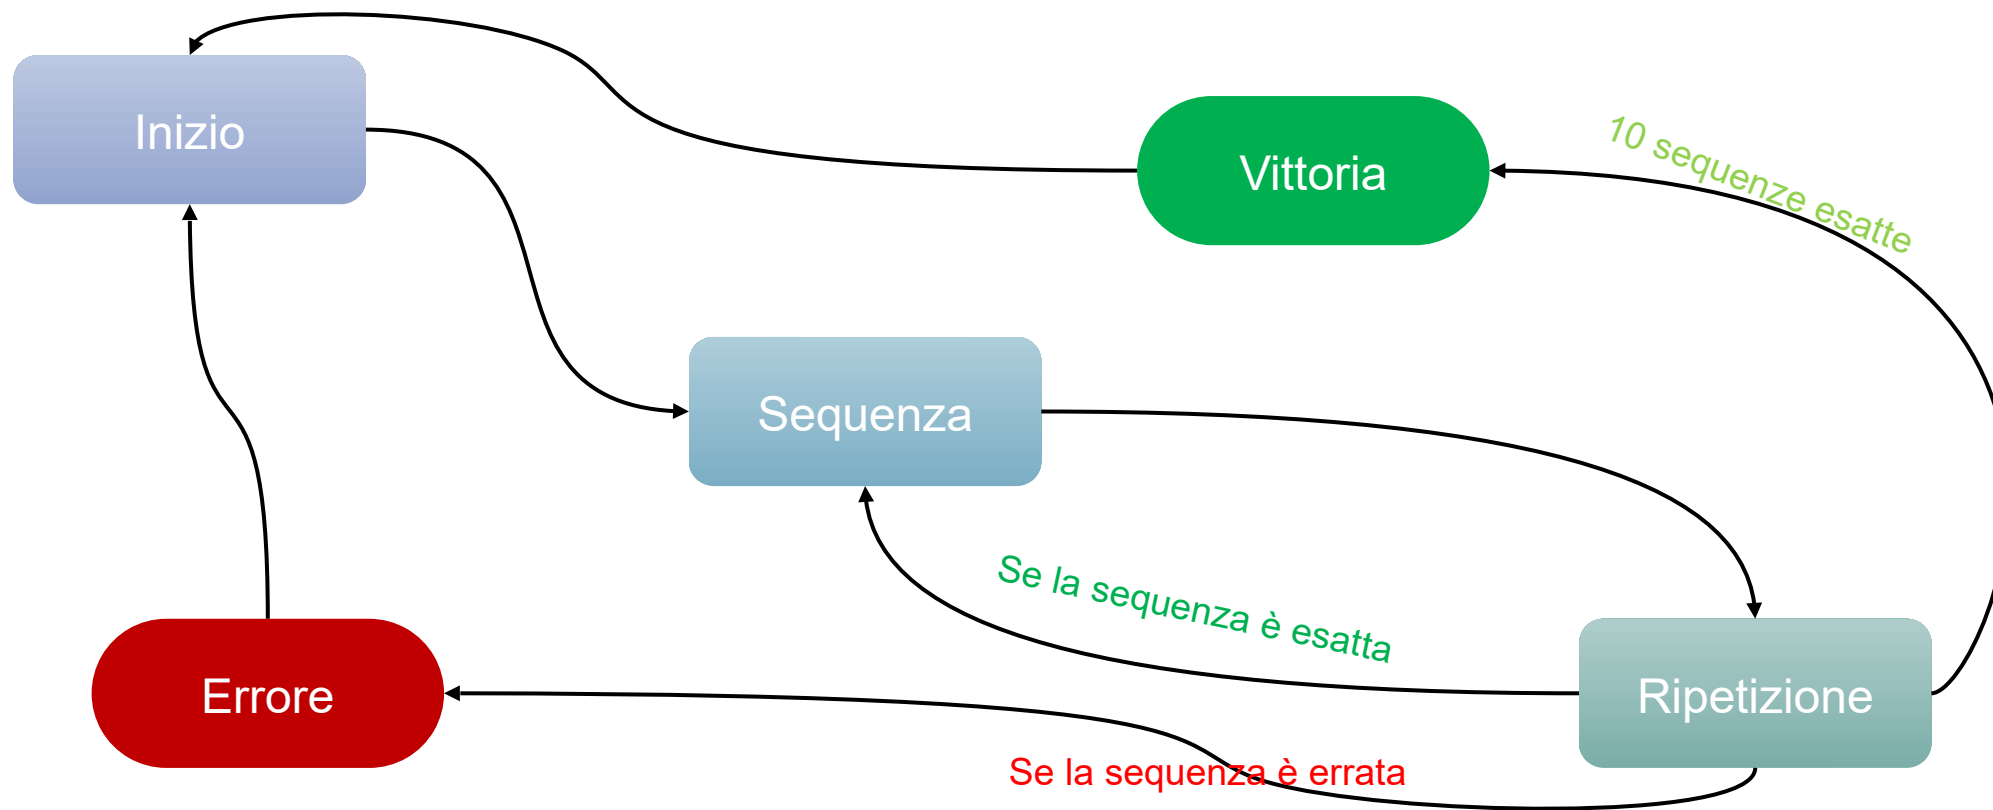 Inizio
Vittoria
10 sequenze esatte
Sequenza
Se la sequenza è esatta
Errore
Ripetizione
Se la sequenza è errata